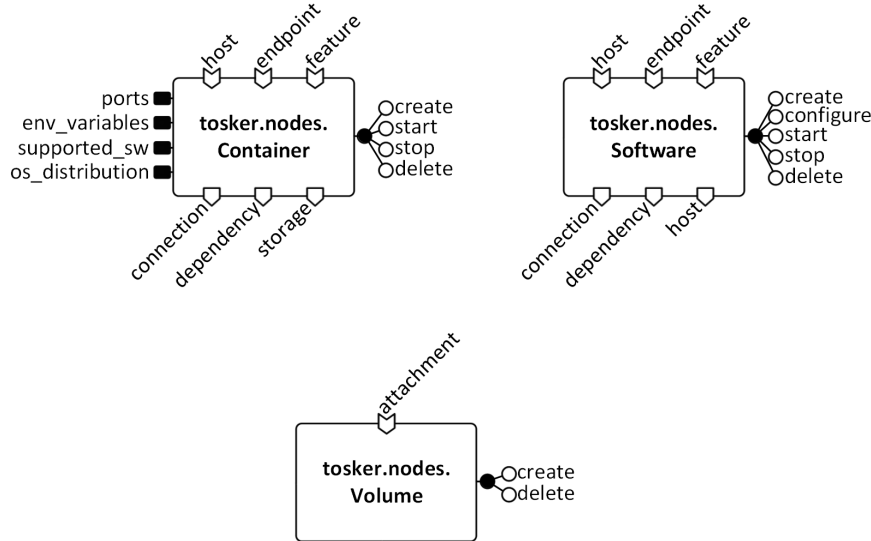 host
endpoint
feature
ports
env_variables
supported_sw
os_distribution
tosker.nodes.
Container
create
start
stop
delete
connection
dependency
storage
host
endpoint
feature
tosker.nodes.
Software
create
configure
start
stop
delete
connection
dependency
host
attachment
tosker.nodes.
Volume
create
delete